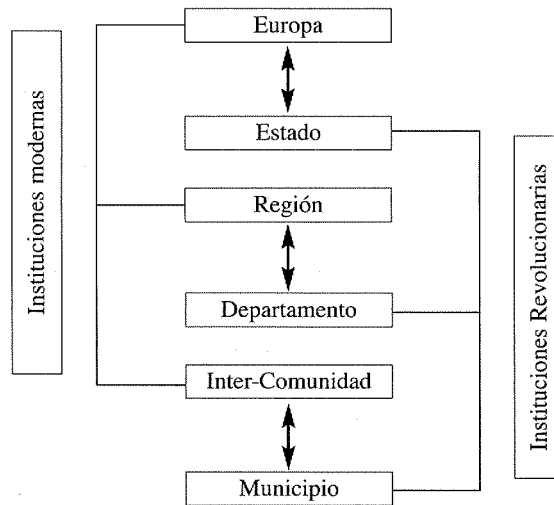 Europa
Estado
Región
Departamento
Inter-Comunidad
Municipio
Instituciones modernas
Instituciones Revolucionarias